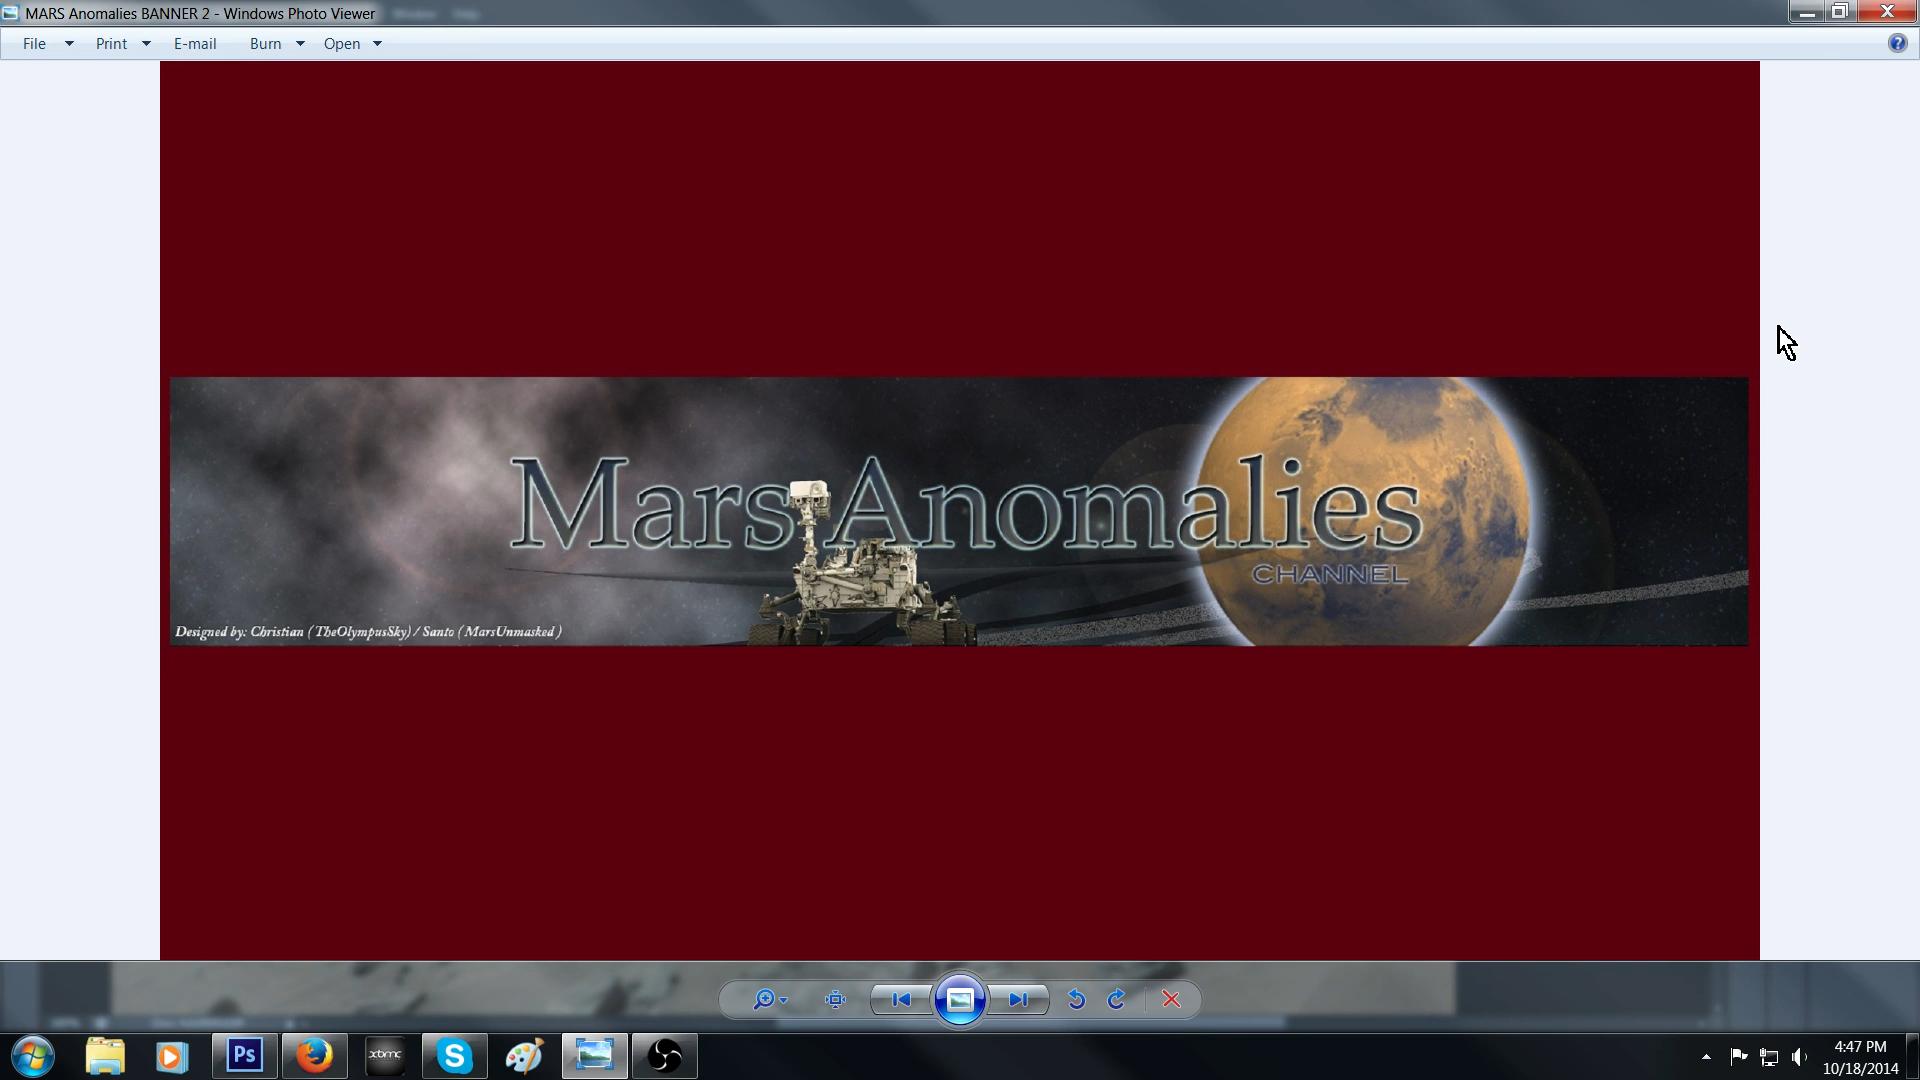 MARS Anomalies BANNER 2 - Windows Photo Viewer
File Print E-mail Burn Open
Mars Anomalies
CHANNEL
Designed by: Christian ( TheOlympusSky) / Santo ( MarsUnmasked )
Ps xbmc S
4:47 PM
10/18/2014